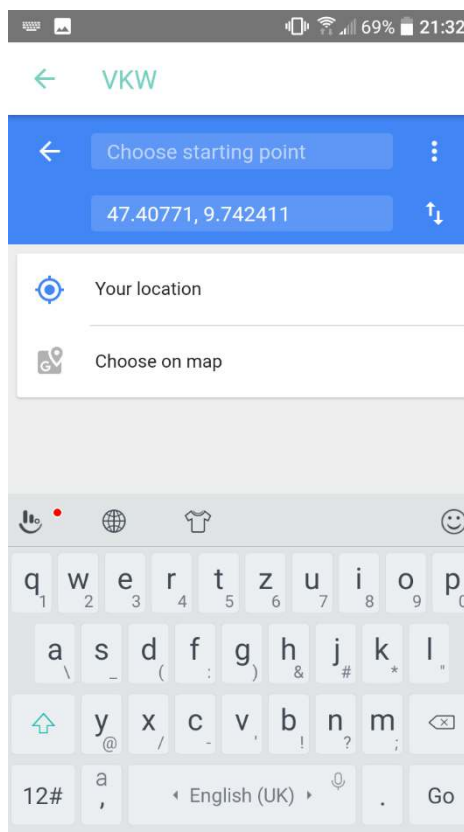 69% 21:32
VKW
Choose starting point
47.40771, 9.742411
Your location
Choose on map
q w e r t z u i o p
1 2 3 4 5 6 7 8 9 0
a s d f g h j k l
\ _ ( : ) & # * "
y x c v b n m
@ / - ' ! ? ;
12# a , English (UK) . Go